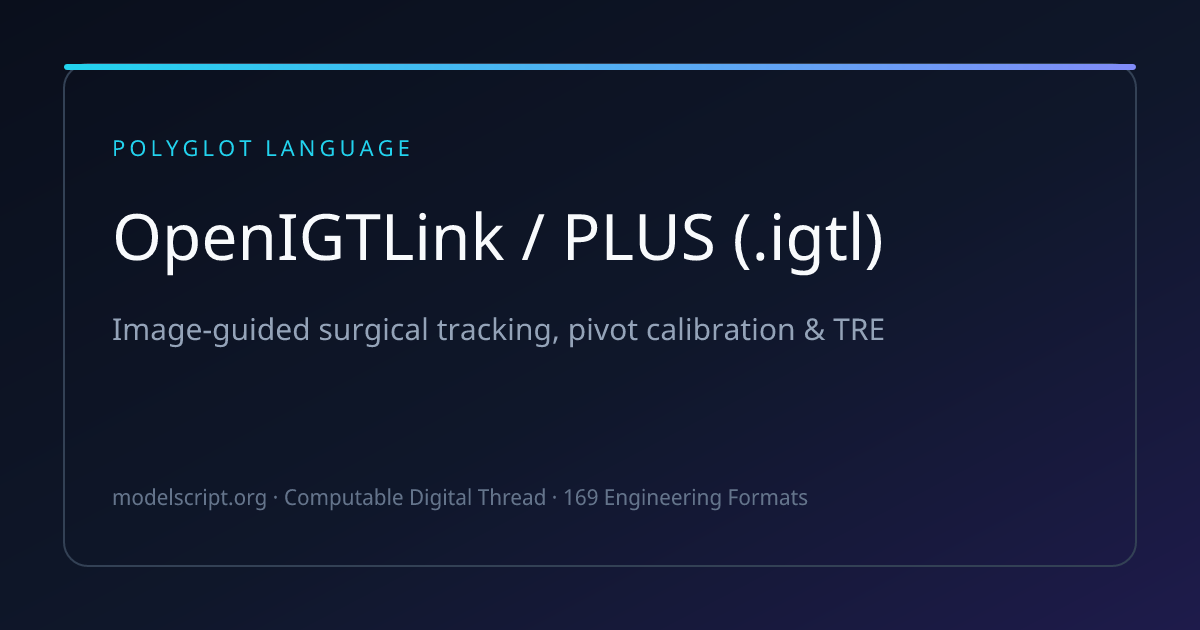 POLYGLOT LANGUAGE
OpenIGTLink / PLUS (.igtl)
Image-guided surgical tracking, pivot calibration & TRE
modelscript.org · Computable Digital Thread · 169 Engineering Formats